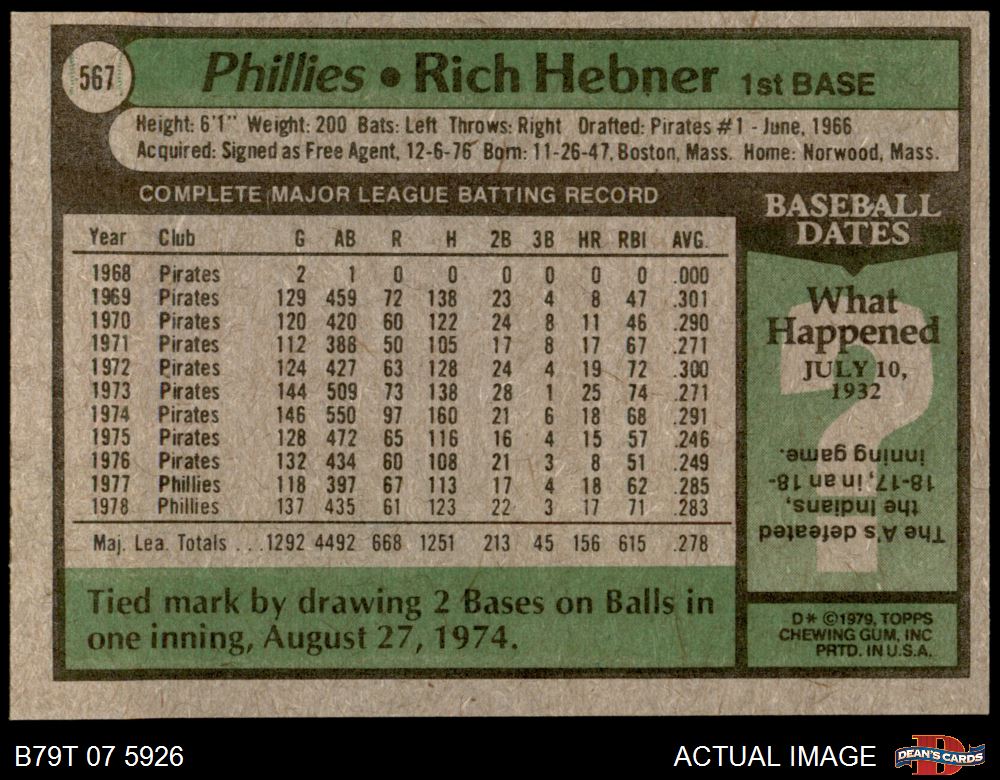 567
Phillies • Rich Hebner 1st BASE
Height: 6'1" Weight: 200 Bats: Left Throws: Right Drafted: Pirates #1 - June, 1966
Acquired: Signed as Free Agent, 12-6-76 Born: 11-26-47, Boston, Mass. Home: Norwood, Mass.
COMPLETE MAJOR LEAGUE BATTING RECORD
Year Club G AB R H 2B 3B HR RBI AVG.
1968 Pirates 2 1 0 0 0 0 0 0 .000
1969 Pirates 129 459 72 138 23 4 8 47 .301
1970 Pirates 120 420 60 122 24 8 11 46 .290
1971 Pirates 112 388 50 105 17 8 17 67 .271
1972 Pirates 124 427 63 128 24 4 19 72 .300
1973 Pirates 144 509 73 138 28 1 25 74 .271
1974 Pirates 146 550 97 160 21 6 18 68 .291
1975 Pirates 128 472 65 116 16 4 15 57 .246
1976 Pirates 132 434 60 108 21 3 8 51 .249
1977 Phillies 118 397 67 113 17 4 18 62 .285
1978 Phillies 137 435 61 123 22 3 17 71 .283
Maj. Lea. Totals . . . 1292 4492 668 1251 213 45 156 615 .278
Tied mark by drawing 2 Bases on Balls in
one inning, August 27, 1974.
BASEBALL
DATES
What
Happened
JULY 10,
1932
The A's defeated
the Indians,
18-17, in an 18-
inning game.
D* ©1979, TOPPS
CHEWING GUM, INC
PRTD. IN U.S.A.
B79T 07 5926
ACTUAL IMAGE
DEAN'S CARDS